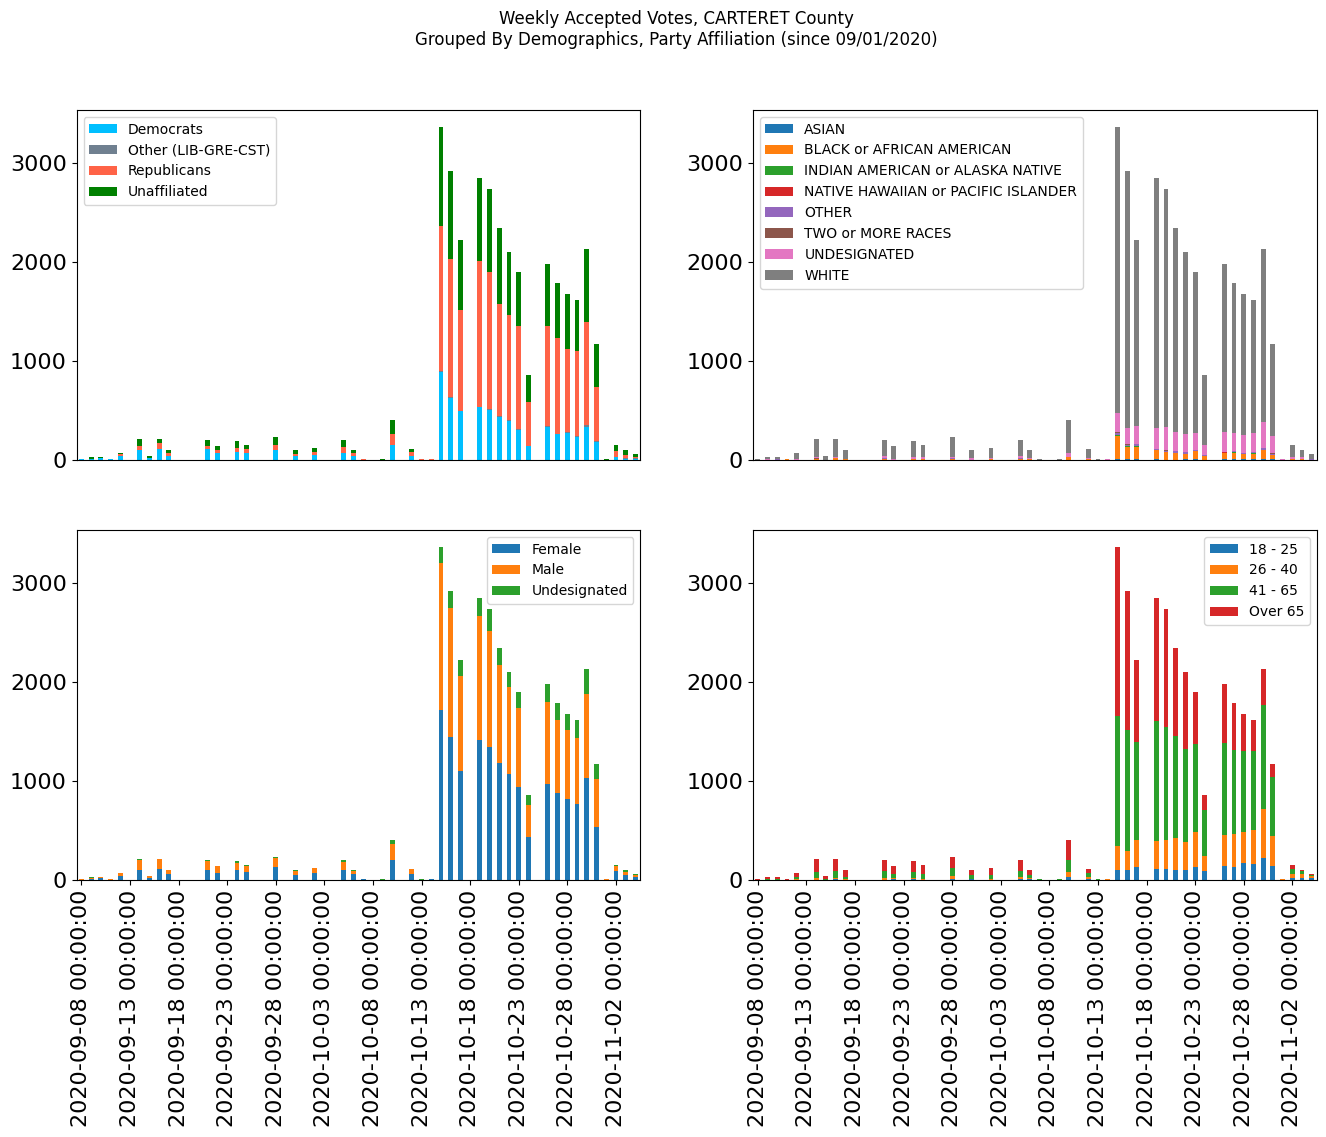 Weekly Accepted Votes, CARTERET County
Grouped By Demographics, Party Affiliation (since 09/01/2020)
3000
2000
1000
0
Democrats
Other (LIB-GRE-CST)
Republicans
Unaffiliated
3000
2000
1000
0
ASIAN
BLACK or AFRICAN AMERICAN
INDIAN AMERICAN or ALASKA NATIVE
NATIVE HAWAIIAN or PACIFIC ISLANDER
OTHER
TWO or MORE RACES
UNDESIGNATED
WHITE
3000
2000
1000
0
Female
Male
Undesignated
2020-09-08 00:00:00
2020-09-13 00:00:00
2020-09-18 00:00:00
2020-09-23 00:00:00
2020-09-28 00:00:00
2020-10-03 00:00:00
2020-10-08 00:00:00
2020-10-13 00:00:00
2020-10-18 00:00:00
2020-10-23 00:00:00
2020-10-28 00:00:00
2020-11-02 00:00:00
3000
2000
1000
0
18 - 25
26 - 40
41 - 65
Over 65
2020-09-08 00:00:00
2020-09-13 00:00:00
2020-09-18 00:00:00
2020-09-23 00:00:00
2020-09-28 00:00:00
2020-10-03 00:00:00
2020-10-08 00:00:00
2020-10-13 00:00:00
2020-10-18 00:00:00
2020-10-23 00:00:00
2020-10-28 00:00:00
2020-11-02 00:00:00